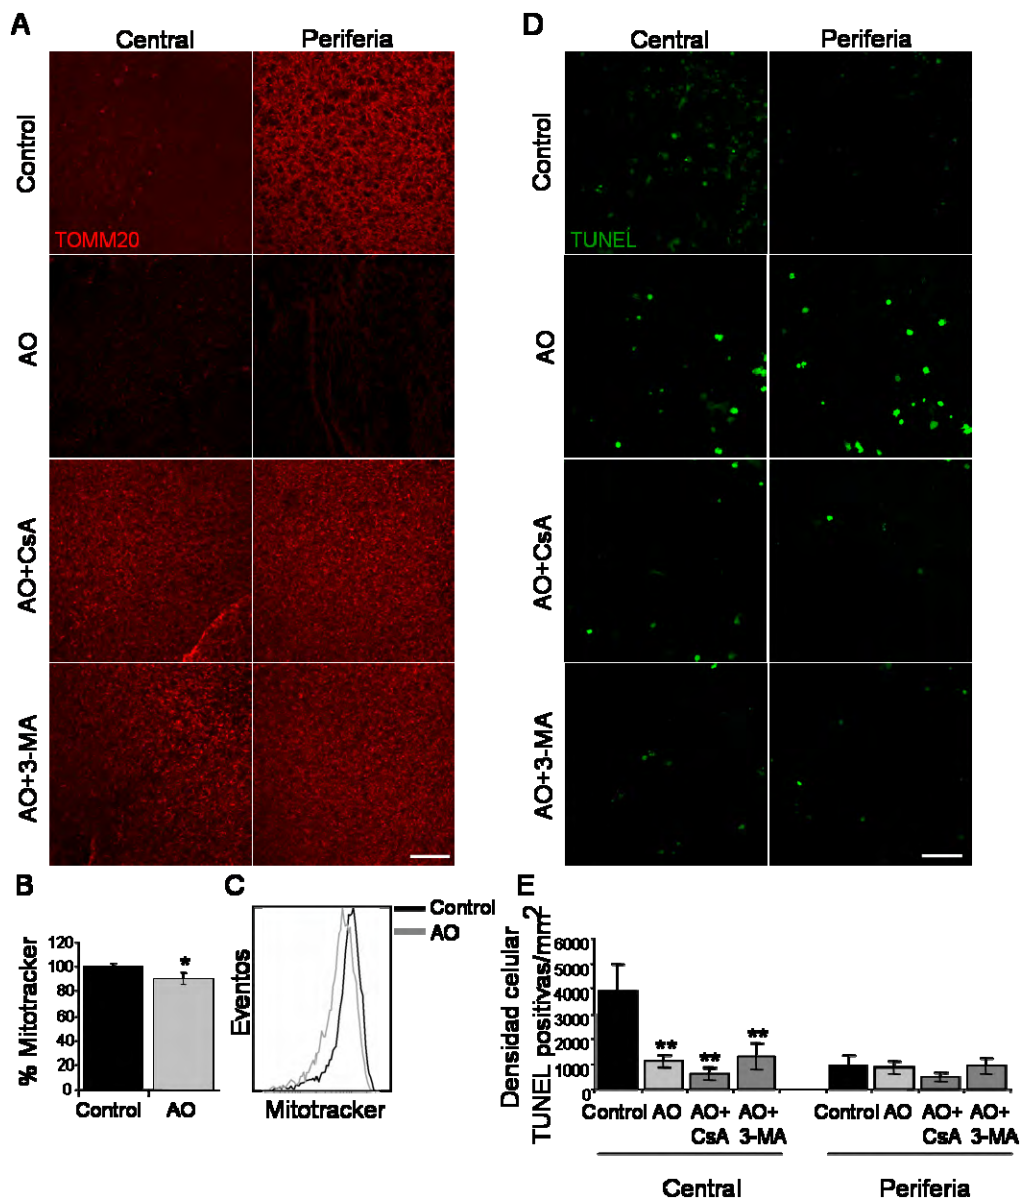 A
Central
Periferia
Control
TOMM20
AO
AO+CsA
AO+3-MA
D
Central
Periferia
Control
TUNEL
AO
AO+CsA
AO+3-MA
B
% Mitotracker
120
100
80
60
40
20
0
*
Control
AO
C
Control
AO
Eventos
Mitotracker
E
Densidad celular
TUNEL positivas/mm2
6000
5000
4000
3000
2000
1000
0
**
**
**
Control AO AO+ AO+
CsA 3-MA
Control AO AO+ AO+
CsA 3-MA
Central
Periferia